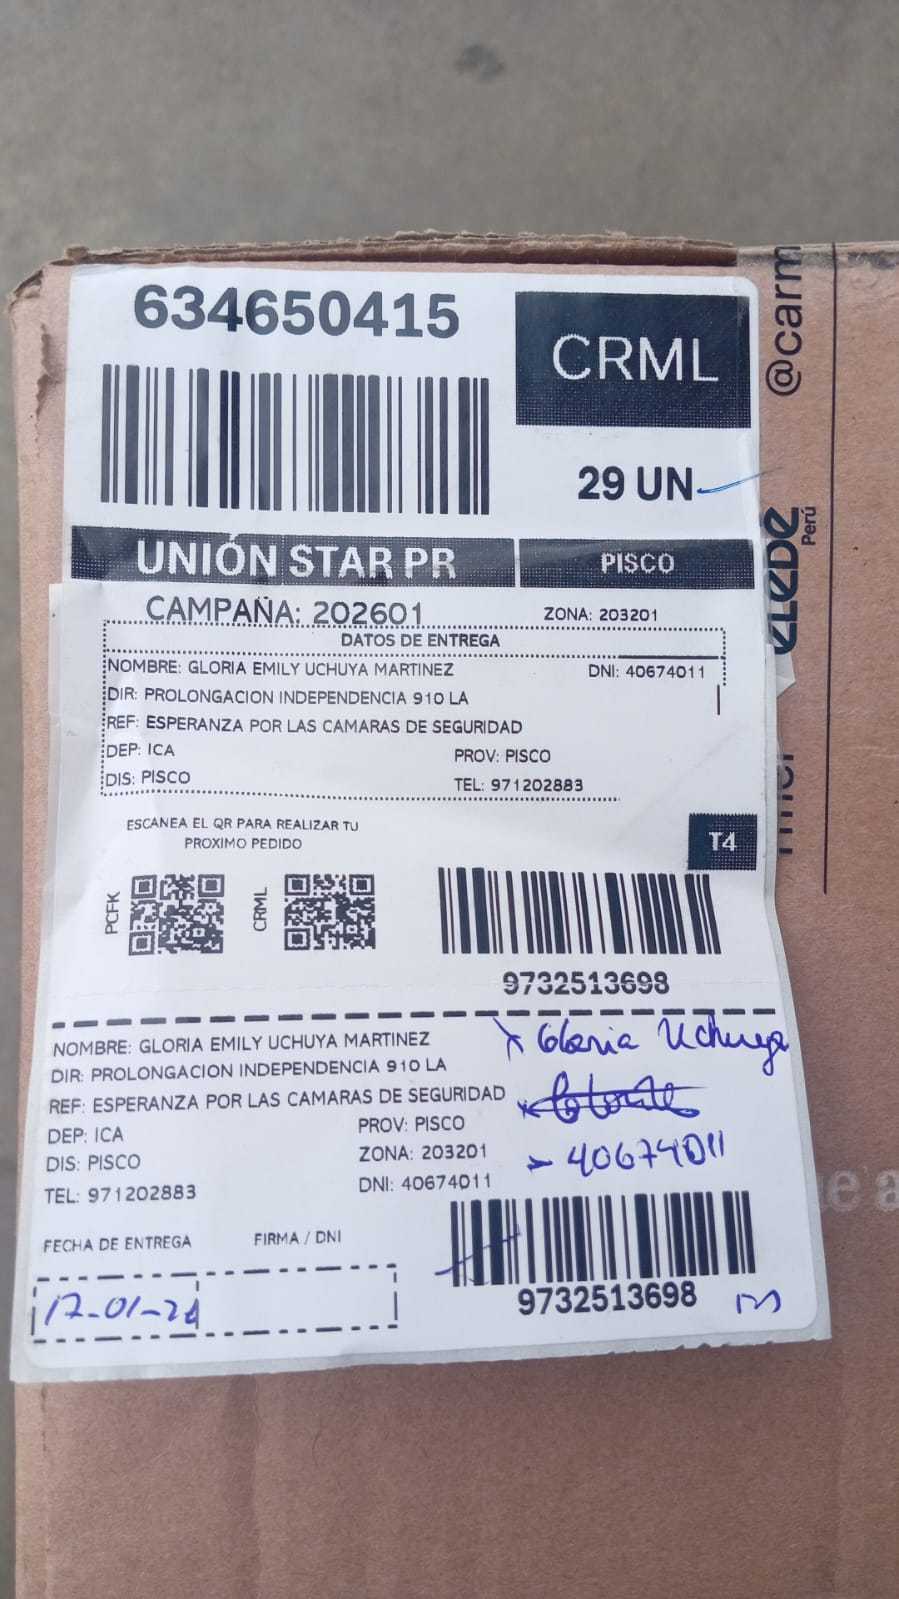 634650415
CRML
29 UN
UNIÓN STAR PR
PISCO
CAMPAÑA: 202601
ZONA: 203201
DATOS DE ENTREGA
NOMBRE: GLORIA EMILY UCHUYA MARTINEZ
DNI: 40674011
DIR: PROLONGACION INDEPENDENCIA 910 LA
REF: ESPERANZA POR LAS CAMARAS DE SEGURIDAD
DEP: ICA
PROV: PISCO
DIS: PISCO
TEL: 971202883
ESCANEA EL QR PARA REALIZAR TU
PROXIMO PEDIDO
T4
PCFK
CRML
9732513698
NOMBRE: GLORIA EMILY UCHUYA MARTINEZ
DIR: PROLONGACION INDEPENDENCIA 910 LA
REF: ESPERANZA POR LAS CAMARAS DE SEGURIDAD
DEP: ICA
PROV: PISCO
DIS: PISCO
ZONA: 203201
TEL: 971202883
DNI: 40674011
Gloria Uchuya
40674011
FECHA DE ENTREGA
FIRMA / DNI
17-01-26
9732513698
@carm
Perú